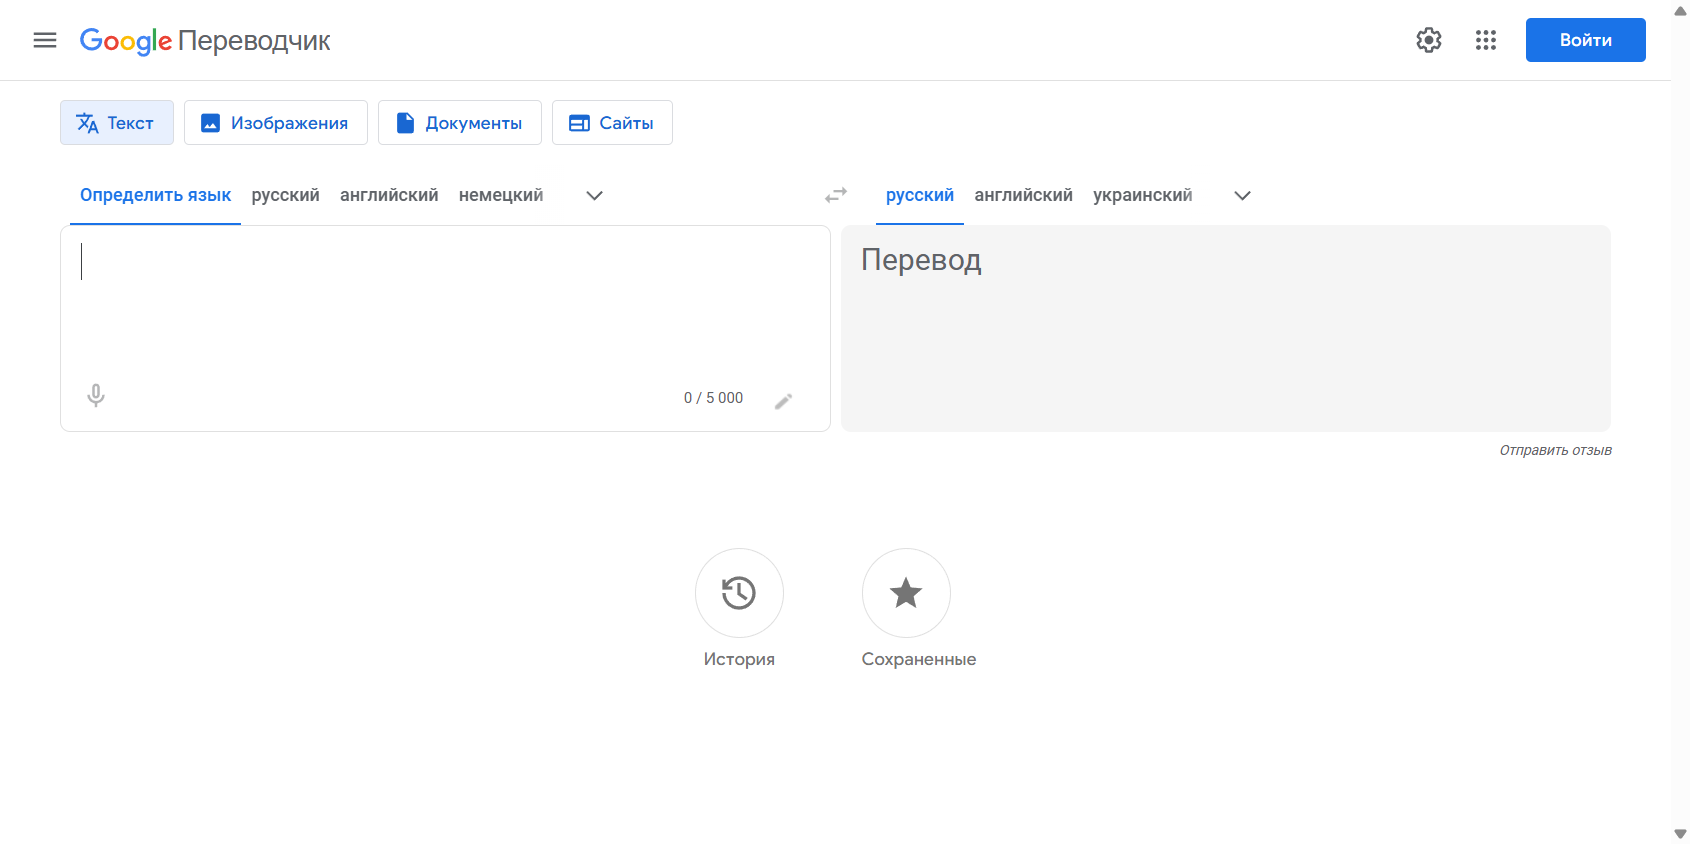 Google Переводчик
Войти
Текст Изображения Документы Сайты
Определить язык русский английский немецкий русский английский украинский
Перевод
0 / 5 000
Отправить отзыв
История Сохраненные